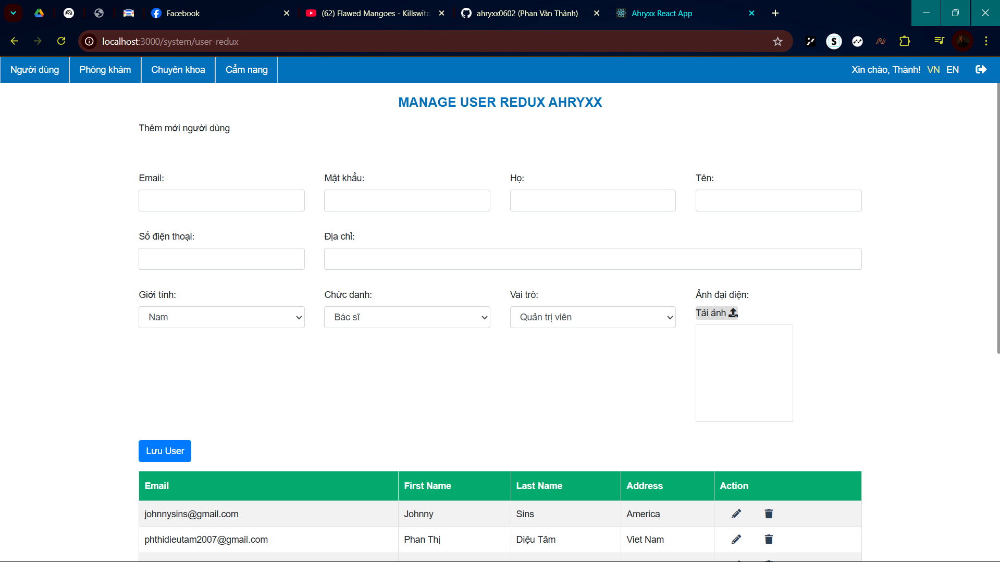 Facebook
(62) Flawed Mangoes - Killswitc
ahryxx0602 (Phan Văn Thành)
Ahryxx React App
localhost:3000/system/user-redux
S
Người dùng
Phòng khám
Chuyên khoa
Cẩm nang
Xin chào, Thành! VN EN
MANAGE USER REDUX AHRYXX
Thêm mới người dùng
Email:
Mật khẩu:
Họ:
Tên:
Số điện thoại:
Địa chỉ:
Giới tính:
Chức danh:
Vai trò:
Ảnh đại diện:
Nam
Bác sĩ
Quản trị viên
Tải ảnh
Lưu User
Email First Name Last Name Address Action
johnnysins@gmail.com Johnny Sins America
phthidieutam2007@gmail.com Phan Thị Diệu Tâm Viet Nam